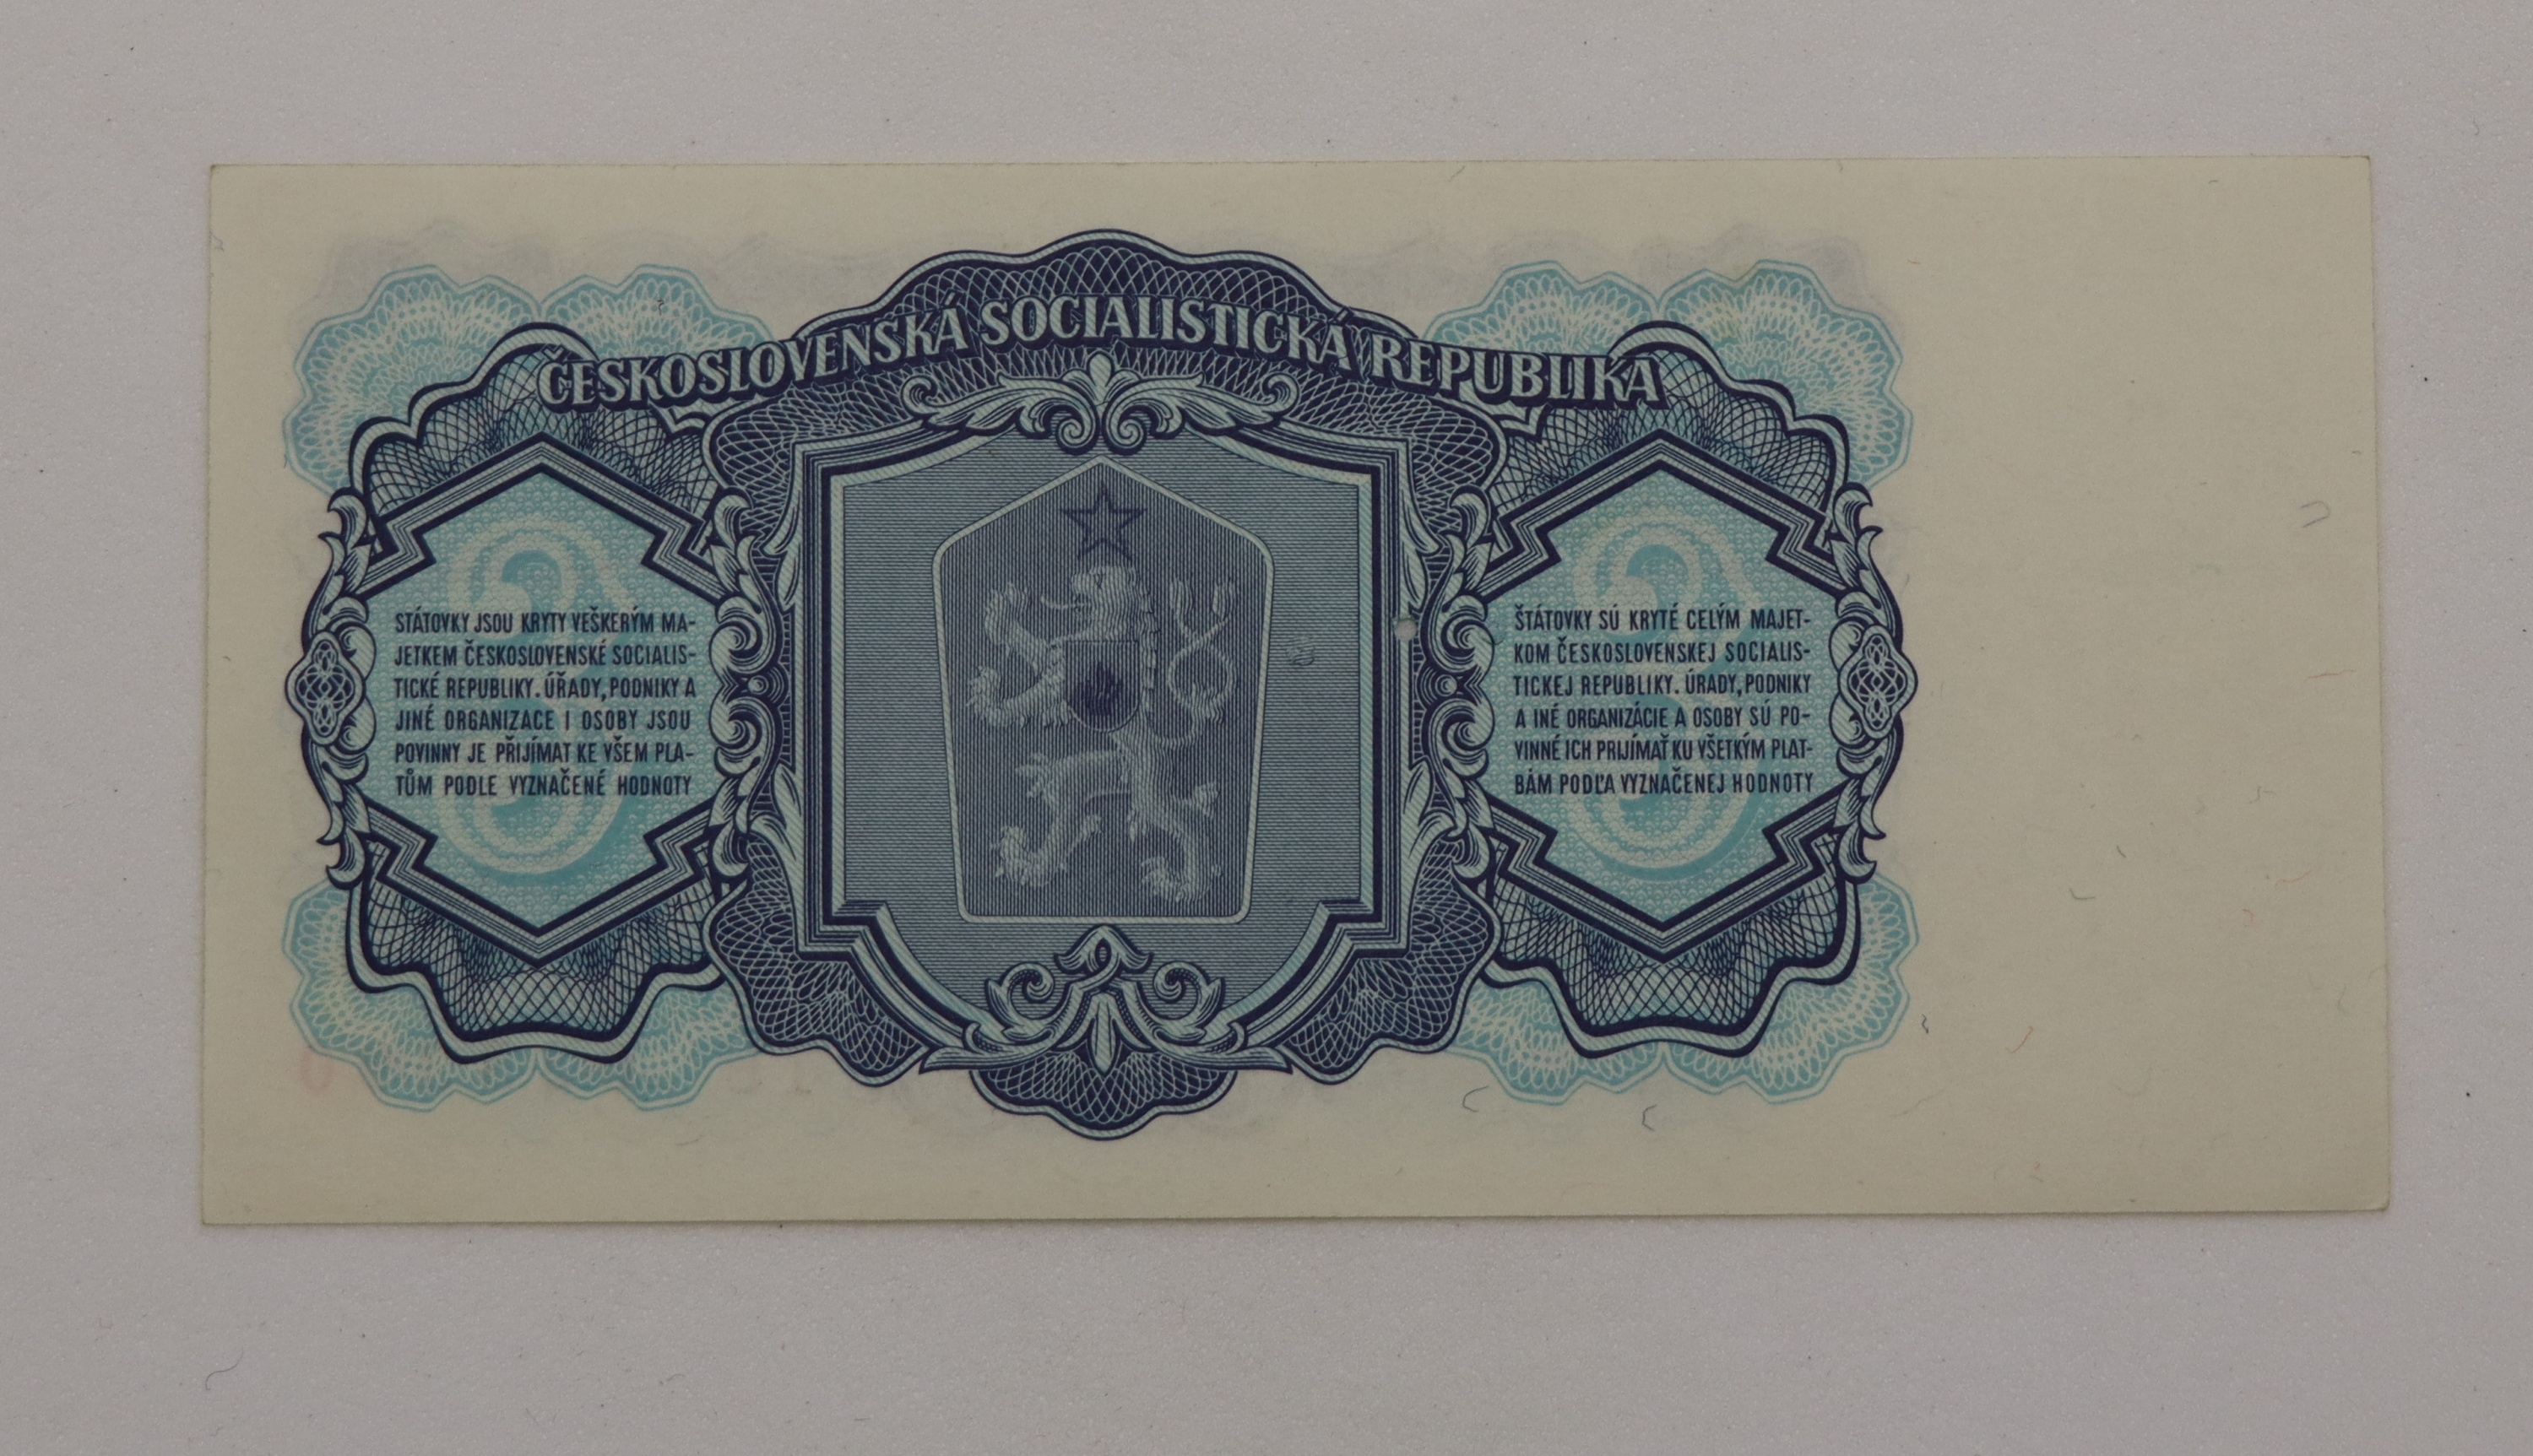 ČESKOSLOVENSKÁ SOCIALISTICKÁ REPUBLIKA
3
STÁTOVKY JSOU KRYTY VEŠKERÝM MA-
JETKEM ČESKOSLOVENSKÉ SOCIALIS-
TICKÉ REPUBLIKY. ÚŘADY, PODNIKY A
JINÉ ORGANIZACE I OSOBY JSOU
POVINNY JE PŘIJÍMAT KE VŠEM PLA-
TŮM PODLE VYZNAČENÉ HODNOTY
3
ŠTÁTOVKY SÚ KRYTÉ CELÝM MAJET-
KOM ČESKOSLOVENSKEJ SOCIALIS-
TICKEJ REPUBLIKY. ÚRADY, PODNIKY
A INÉ ORGANIZÁCIE A OSOBY SÚ PO-
VINNÉ ICH PRIJÍMAŤ KU VŠETKÝM PLAT-
BÁM PODĽA VYZNAČENEJ HODNOTY